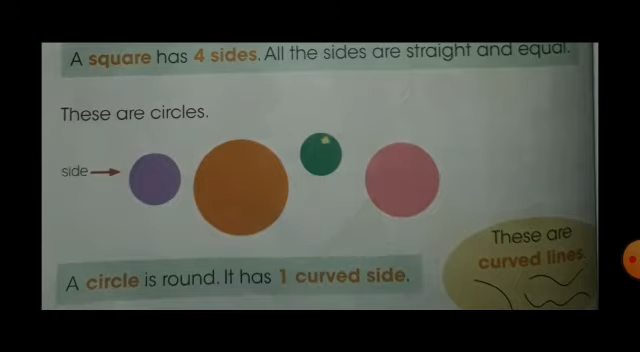 A square has 4 sides. All the sides are straight and equal.
These are circles.
side
A circle is round. It has 1 curved side.
These are
curved lines.